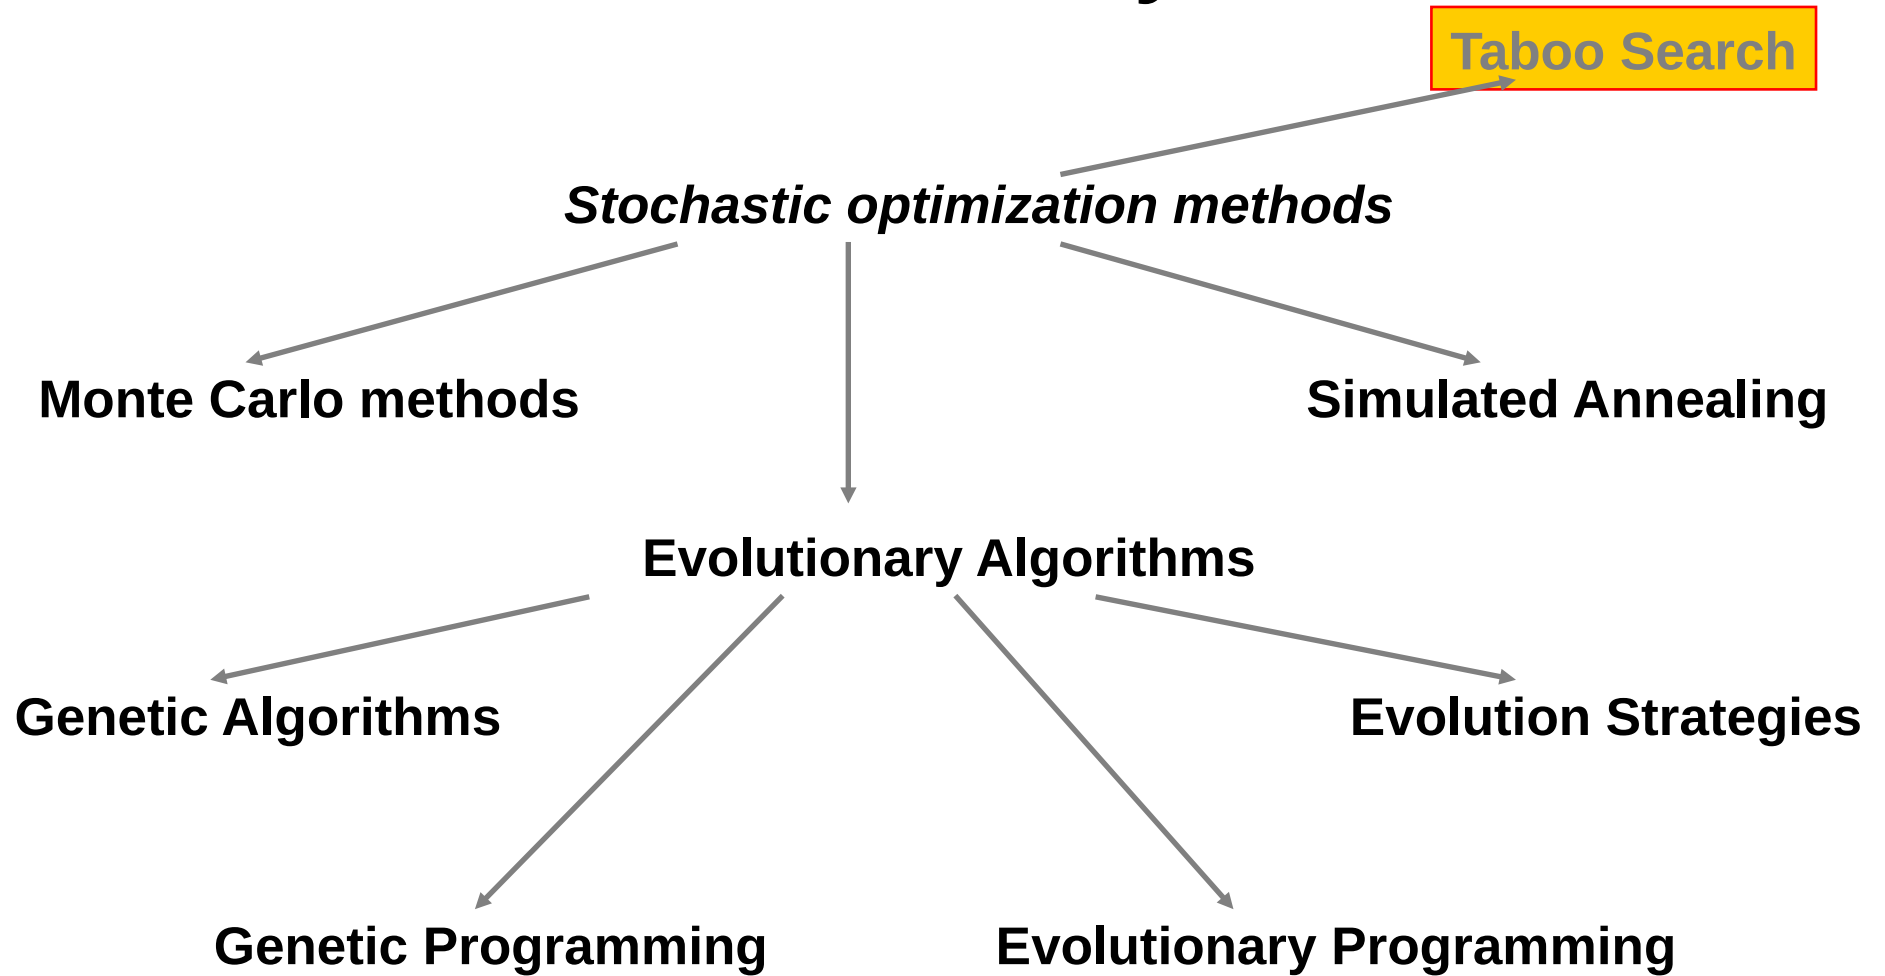 Taboo Search
Stochastic optimization methods
Monte Carlo methods
Simulated Annealing
Evolutionary Algorithms
Genetic Algorithms
Evolution Strategies
Genetic Programming
Evolutionary Programming